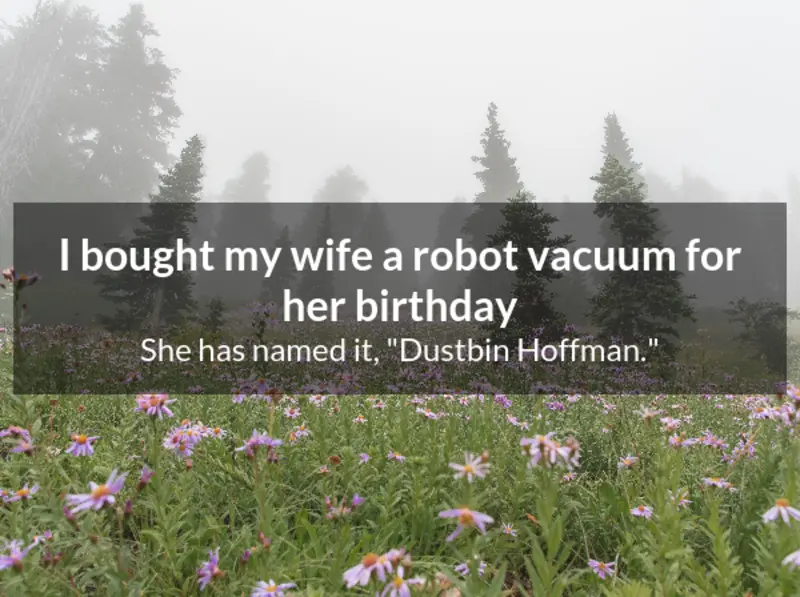 I bought my wife a robot vacuum for
her birthday
She has named it, "Dustbin Hoffman."